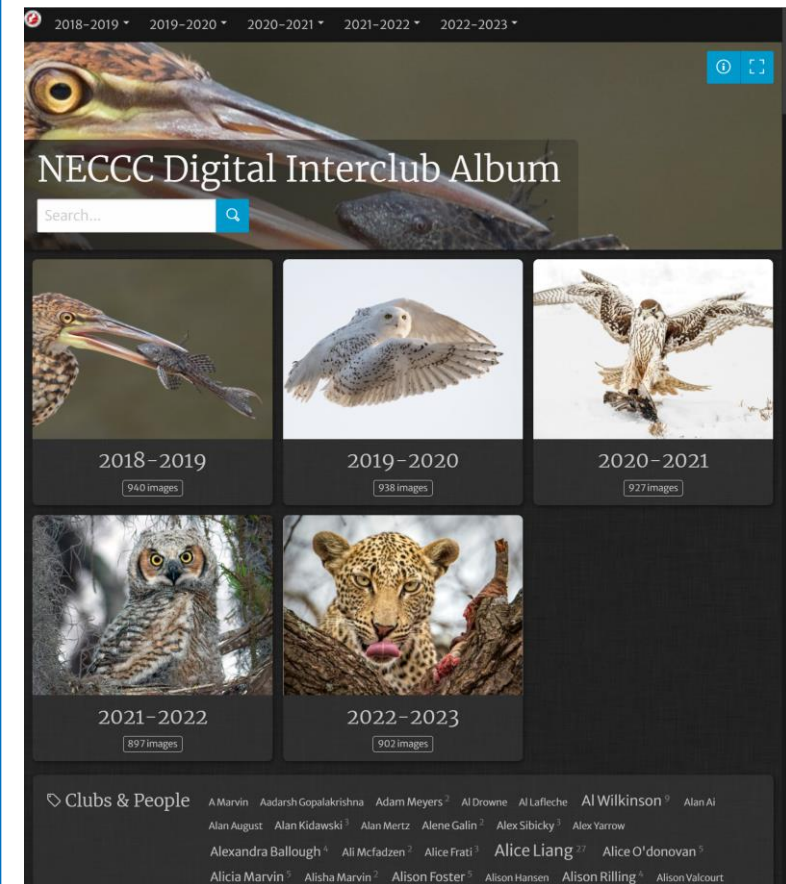 2018-2019 2019-2020 2020-2021 2021-2022 2022-2023
NECCC Digital Interclub Album
Search...
2018-2019
940 images
2019-2020
938 images
2020-2021
927 images
2021-2022
897 images
2022-2023
902 images
Clubs & People
A Marvin Aadarsh Gopalakrishna Adam Meyers 2 Al Drowne Al Lafleche Al Wilkinson 9 Alan Ai
Alan August Alan Kidawski 3 Alan Mertz Alene Galin 2 Alex Sibicky 3 Alex Yarrow
Alexandra Ballough 4 Ali Mcfadzen 2 Alice Frati 3 Alice Liang 27 Alice O'donovan 5
Alicia Marvin 5 Alisha Marvin 2 Alison Foster 5 Alison Hansen Alison Rilling 4 Alison Valcourt